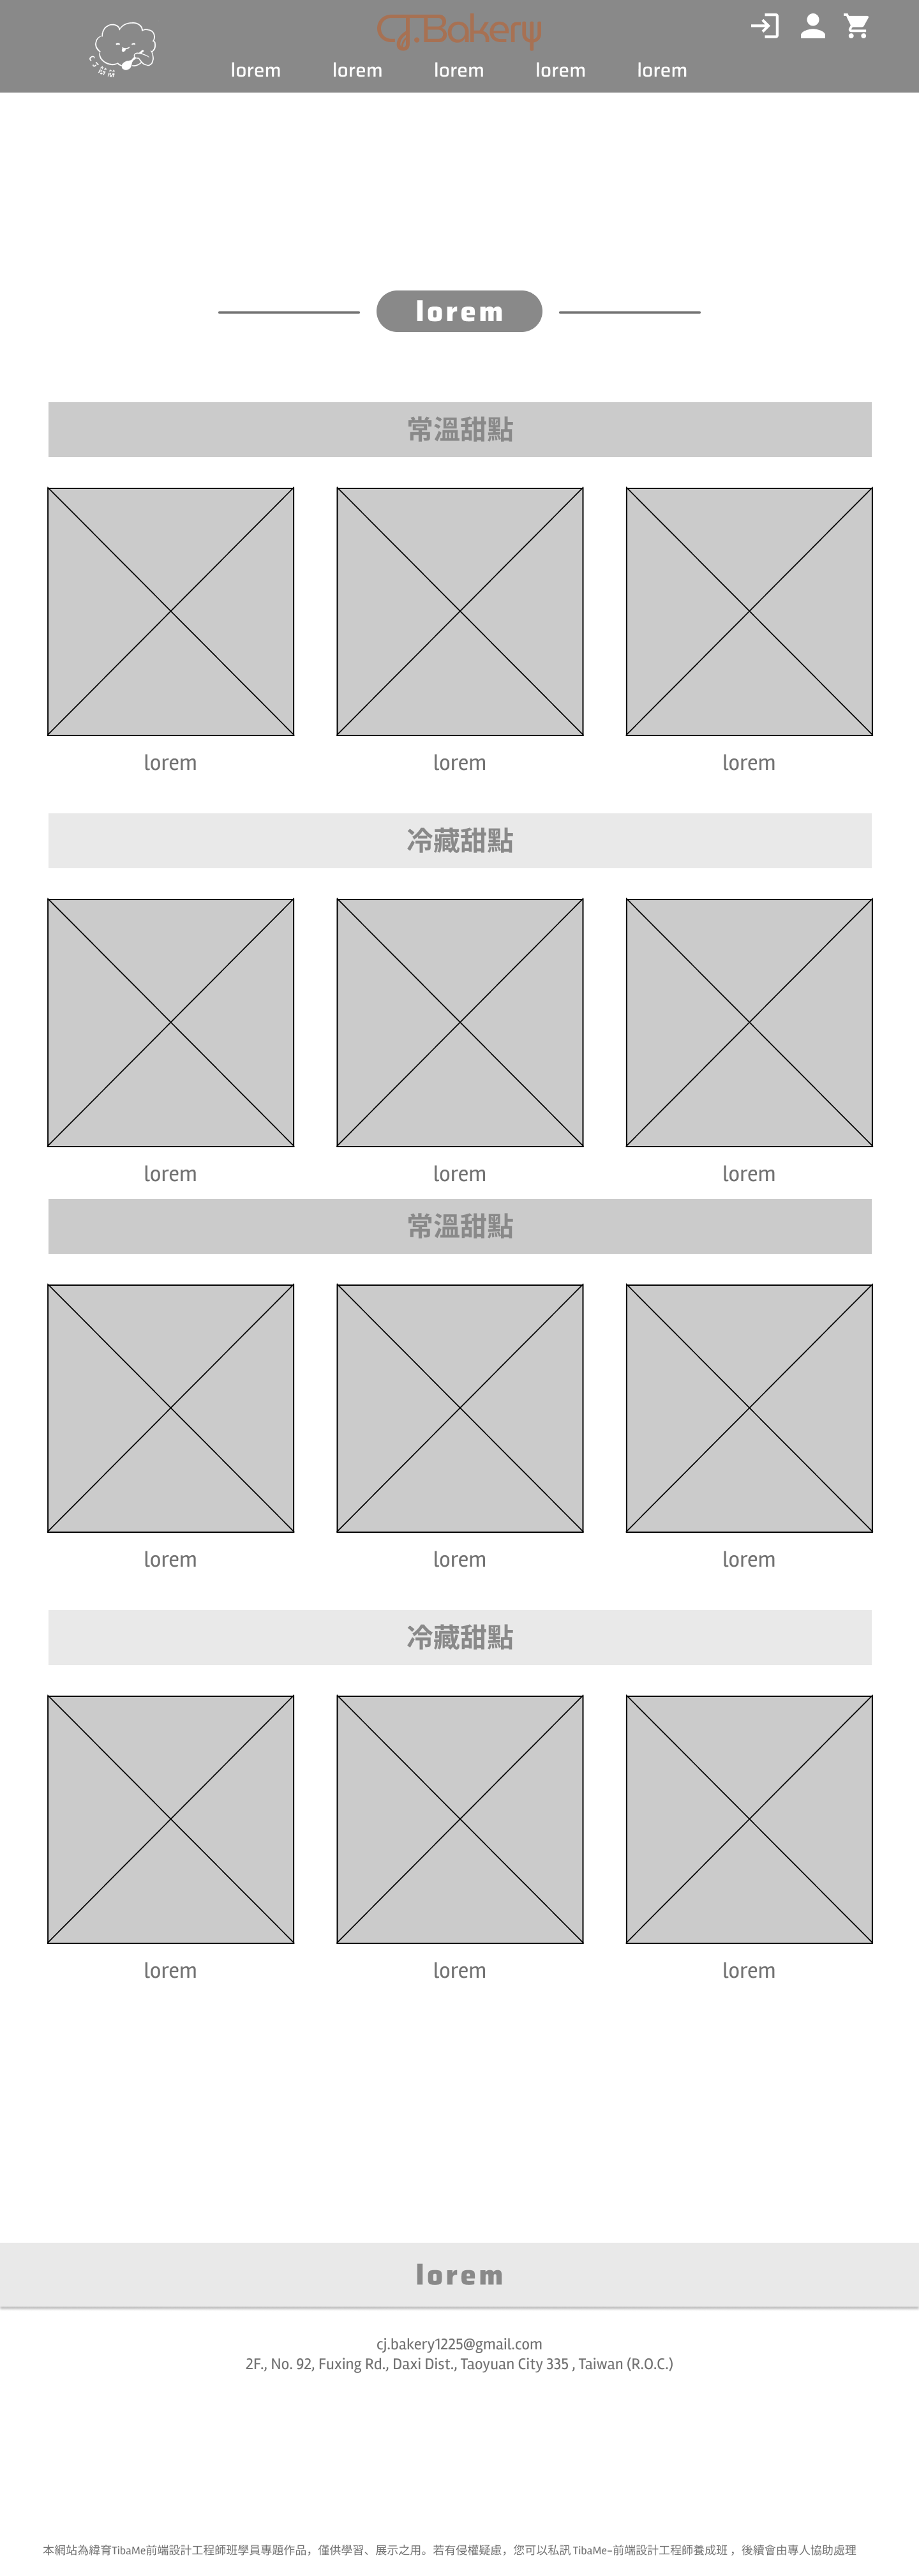 CJ.Bakery
lorem lorem lorem lorem lorem
lorem
常溫甜點
lorem lorem lorem
冷藏甜點
lorem lorem lorem
常溫甜點
lorem lorem lorem
冷藏甜點
lorem lorem lorem
lorem
cj.bakery1225@gmail.com
2F., No. 92, Fuxing Rd., Daxi Dist., Taoyuan City 335 , Taiwan (R.O.C.)
本網站為緯育TibaMe前端設計工程師班學員專題作品，僅供學習、展示之用。若有侵權疑慮，您可以私訊 TibaMe-前端設計工程師養成班 ，後續會由專人協助處理